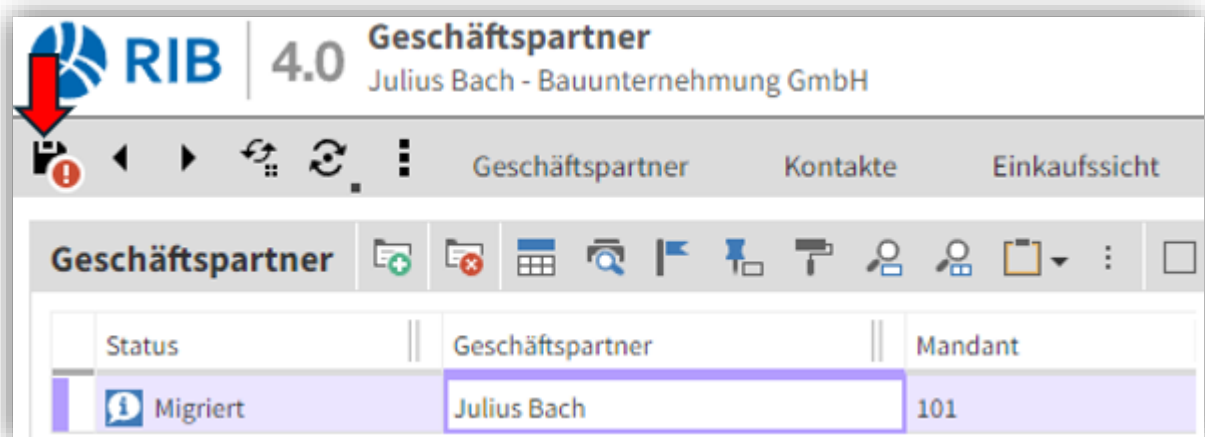 RIB 4.0 Geschäftspartner
Julius Bach - Bauunternehmung GmbH
Geschäftspartner Kontakte Einkaufssicht
Geschäftspartner
Status Geschäftspartner Mandant
Migriert Julius Bach 101